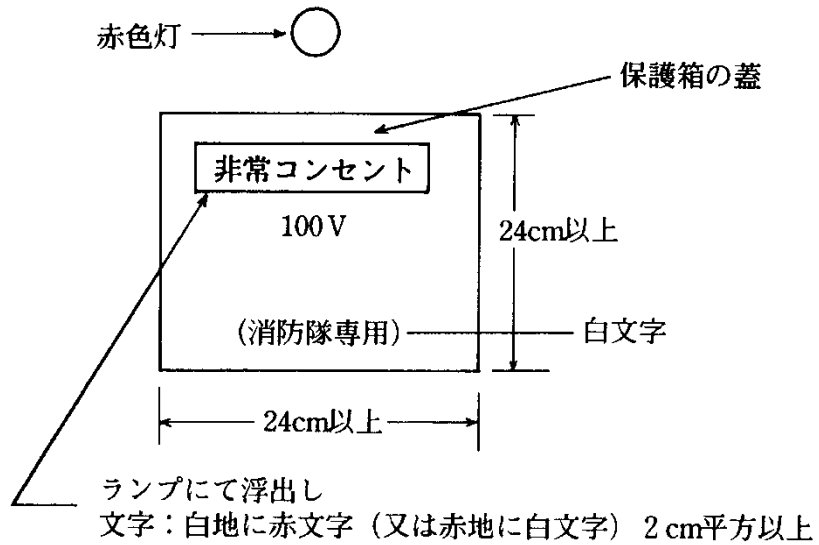 赤色灯
保護箱の蓋
非常コンセント
100V
24cm以上
(消防隊専用)
白文字
24cm以上
ランプにて浮出し
文字：白地に赤文字（又は赤地に白文字）2cm平方以上